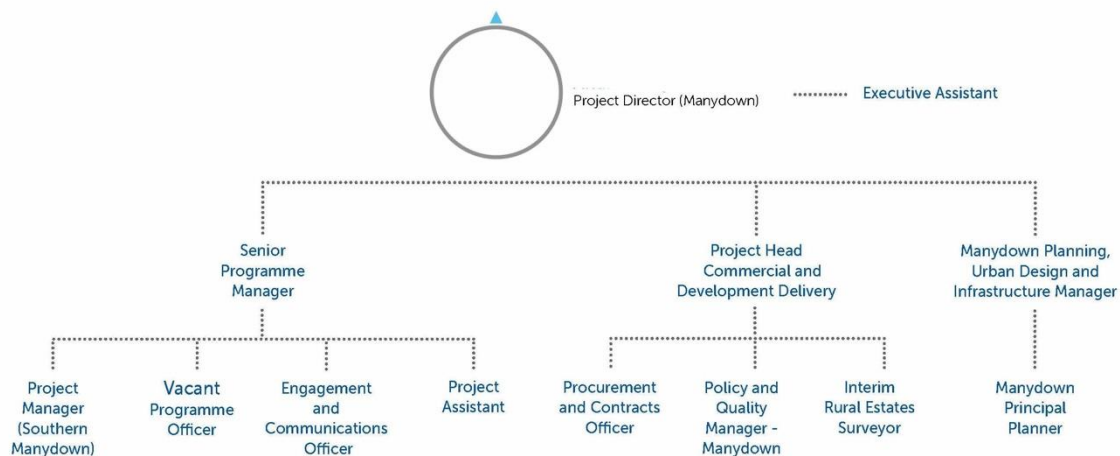 Project Director (Manydown)
Executive Assistant
Senior
Programme
Manager
Project Head
Commercial and
Development Delivery
Manydown Planning,
Urban Design and
Infrastructure Manager
Project
Manager
(Southern
Manydown)
Vacant
Programme
Officer
Engagement
and
Communications
Officer
Project
Assistant
Procurement
and Contracts
Officer
Policy and
Quality
Manager -
Manydown
Interim
Rural Estates
Surveyor
Manydown
Principal
Planner